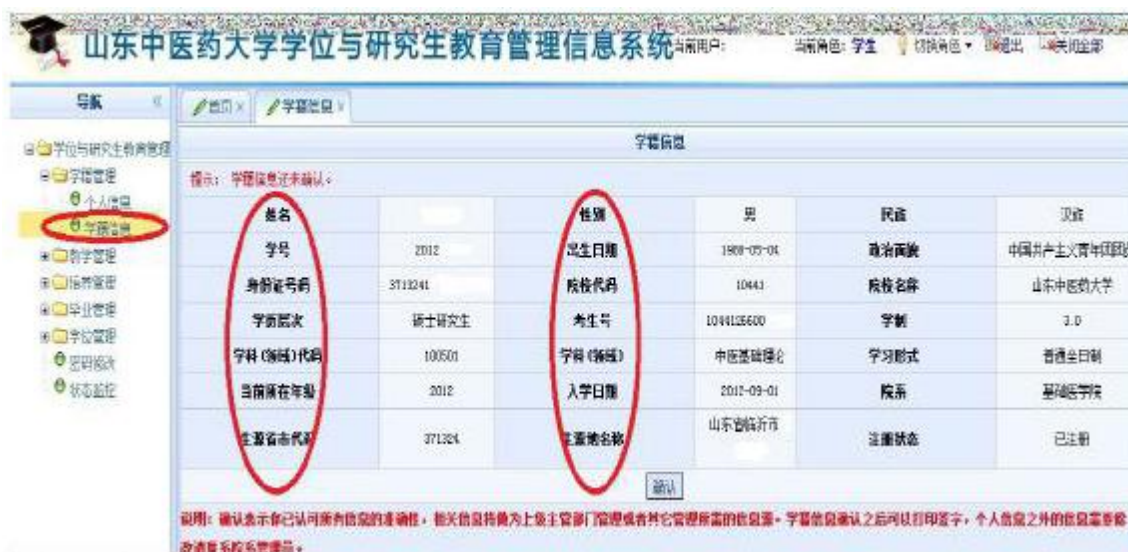 山东中医药大学学位与研究生教育管理信息系统 当前用户: 当前角色: 学生 切换角色 退出 关闭全部
导航 首页 学籍信息
学位与研究生教育管理
学籍管理
个人信息
学籍信息
教学管理
培养管理
毕业管理
学位管理
密码修改
状态监控
学籍信息
提示: 学籍信息还未确认。
姓名 性别 男 民族 汉族
学号 2012 出生日期 政治面貌 中国共产主义青年团团
身份证号码 3713241 院校代码 10441 院校名称 山东中医药大学
学历层次 硕士研究生 考生号 1044125600 学制 3.0
学科(领域)代码 100501 学科(领域) 中医基础理论 学习形式 普通全日制
当前所在年级 2012 入学日期 2012-09-01 院系 基础医学院
生源省市代码 371324 生源地名称 山东省临沂市 注册状态 已注册
确认
说明: 确认表示你已认可所有信息的准确性, 相关信息将做为上级主管部门管理或者其它管理所需的信息源。学籍信息确认之后可以打印签字, 个人信息之外的信息需要修
改请联系院系管理员。